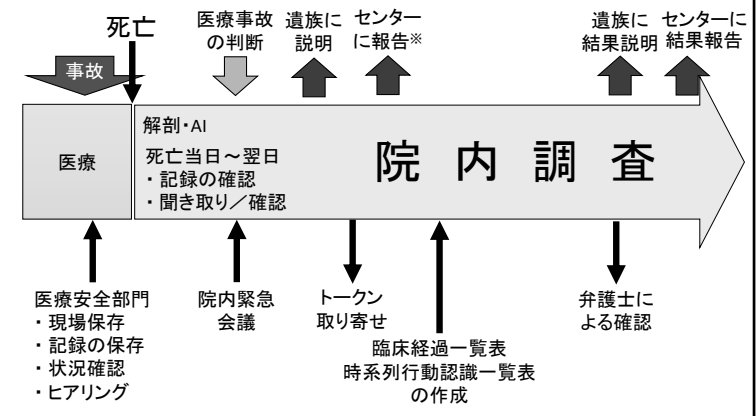 死亡
医療事故
の判断
遺族に
説明
センター
に報告※
遺族に
結果説明
センターに
結果報告
事故
医療
解剖・AI
死亡当日～翌日
・記録の確認
・聞き取り／確認
院内調査
医療安全部門
・現場保存
・記録の保存
・状況確認
・ヒアリング
院内緊急
会議
トークン
取り寄せ
臨床経過一覧表
時系列行動認識一覧表
の作成
弁護士に
よる確認